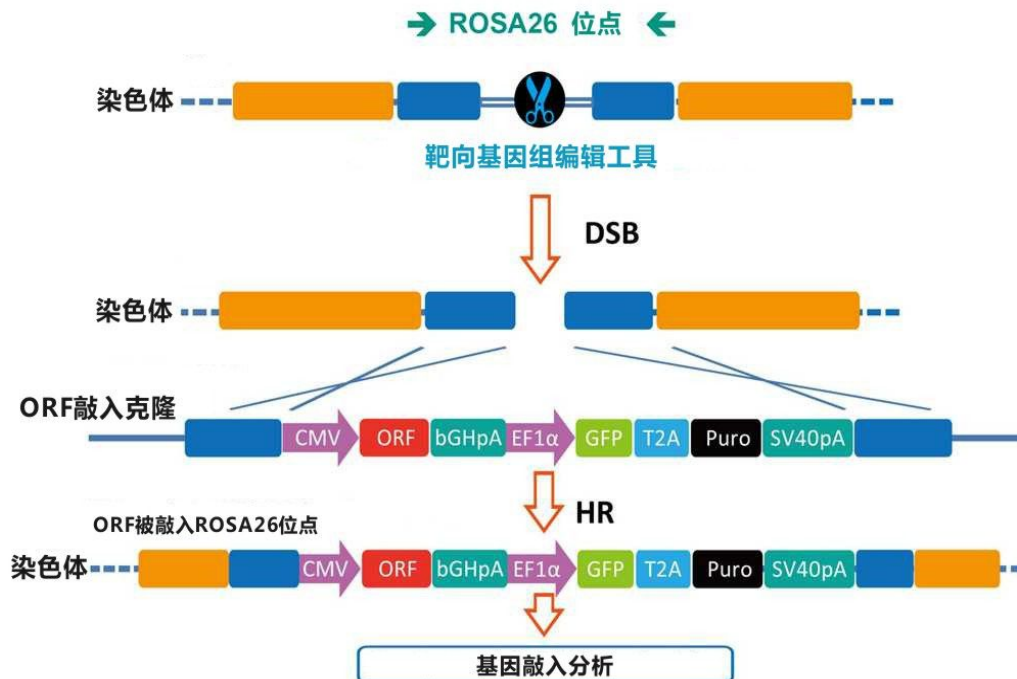 ROSA26 位点
染色体
靶向基因组编辑工具
DSB
染色体
ORF敲入克隆
CMV ORF bGHpA EF1α GFP T2A Puro SV40pA
HR
ORF被敲入ROSA26位点
染色体 CMV ORF bGHpA EF1α GFP T2A Puro SV40pA
基因敲入分析